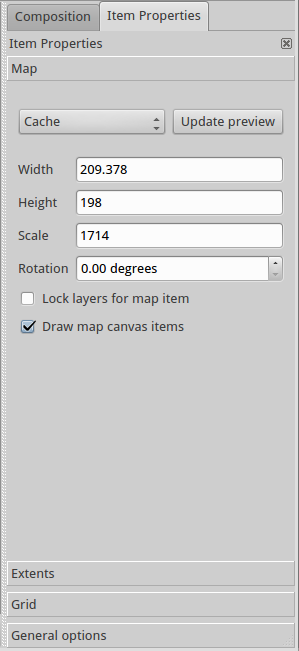 Composition Item Properties
Item Properties
Map
Cache Update preview
Width 209.378
Height 198
Scale 1714
Rotation 0.00 degrees
Lock layers for map item
Draw map canvas items
Extents
Grid
General options